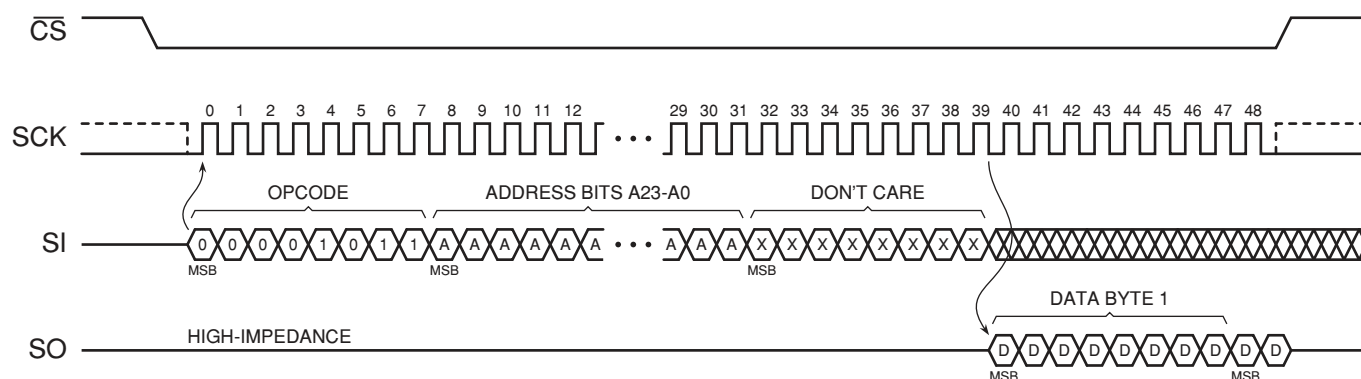 CS
0 1 2 3 4 5 6 7 8 9 10 11 12 29 30 31 32 33 34 35 36 37 38 39 40 41 42 43 44 45 46 47 48
SCK
OPCODE ADDRESS BITS A23-A0 DON'T CARE
SI 0 0 0 0 1 0 1 1 A A A A A A A A A X X X X X X X X
MSB MSB MSB
DATA BYTE 1
HIGH-IMPEDANCE
SO D D D D D D D D D D
MSB MSB